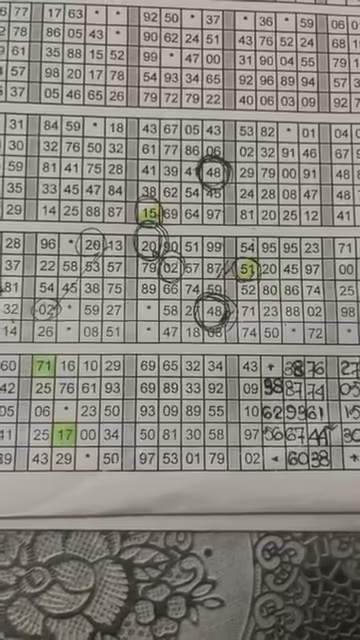 6 77 17 63 * * 92 50 * 37 * 36 * 59 06
2 78 86 05 43 * 90 62 24 51 43 76 52 24 68
9 61 35 88 15 52 99 * 47 00 31 90 04 55 79
4 57 98 20 17 78 54 93 34 65 92 96 89 94 57
5 37 05 46 65 26 79 72 79 22 40 06 03 09 92
31 84 59 * 18 43 67 05 43 53 82 * 01 04
46 32 76 50 32 61 77 86 06 02 32 91 46 67
59 81 41 75 28 41 39 41 48 29 79 00 91 48
35 33 45 47 84 38 62 54 45 24 28 08 47 48
29 14 25 88 87 15 69 64 97 81 20 25 12 41
28 96 * 20 13 20 00 51 99 54 95 95 23 71
37 22 58 53 57 79 02 57 87 51 20 45 97 00
81 54 45 38 75 89 66 74 59 52 80 86 74 25
32 02 * 59 27 * 58 2 48 71 23 88 02 98
14 26 * 08 51 * 47 18 08 74 50 * 72 *
60 71 16 10 29 69 65 32 34 43 * 38 76 36
42 25 76 61 93 69 89 33 92 09 98 87 74 05
05 06 * 23 50 93 09 89 55 10 62 93 61 15
41 25 17 00 34 50 81 30 58 97 56 67 44 30
39 43 29 * 50 97 53 01 79 02 * 60 38 *